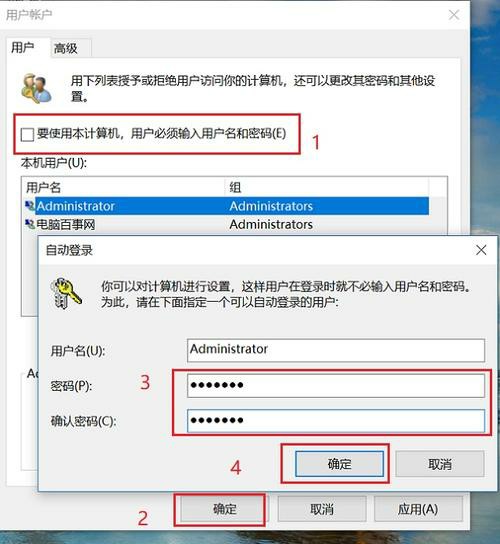 用户帐户
用户
高级
用下列表授予或拒绝用户访问你的计算机，还可以更改其密码和其他设
置。
要使用本计算机，用户必须输入用户名和密码(E)
1
本机用户(U):
用户名 组
Administrator Administrators
电脑百事网 Administrators
自动登录
你可以对计算机进行设置，这样用户在登录时就不必输入用户名和密码。
为此，请在下面指定一个可以自动登录的用户:
用户名(U): Administrator
密码(P): ●●●●●●●
3
确认密码(C): ●●●●●●●
4
确定 取消
2
确定 取消 应用(A)